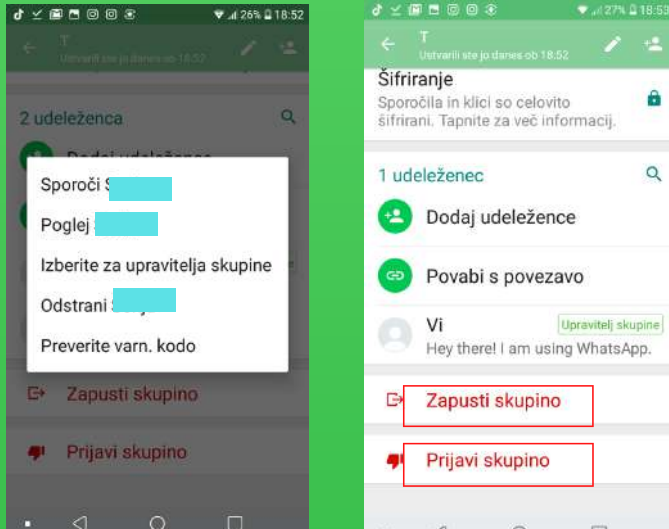 26% 18:52
T
Ustvarili ste jo danes ob 18:52
2 udeleženca
Dodaj udeležence
Sporoči S
Poglej
Izberite za upravitelja skupine
Odstrani
Preverite varn. kodo
Zapusti skupino
Prijavi skupino
27% 18:53
T
Ustvarili ste jo danes ob 18:52
Šifriranje
Sporočila in klici so celovito
šifrirani. Tapnite za več informacij.
1 udeleženec
Dodaj udeležence
Povabi s povezavo
Vi Upravitelj skupine
Hey there! I am using WhatsApp.
Zapusti skupino
Prijavi skupino